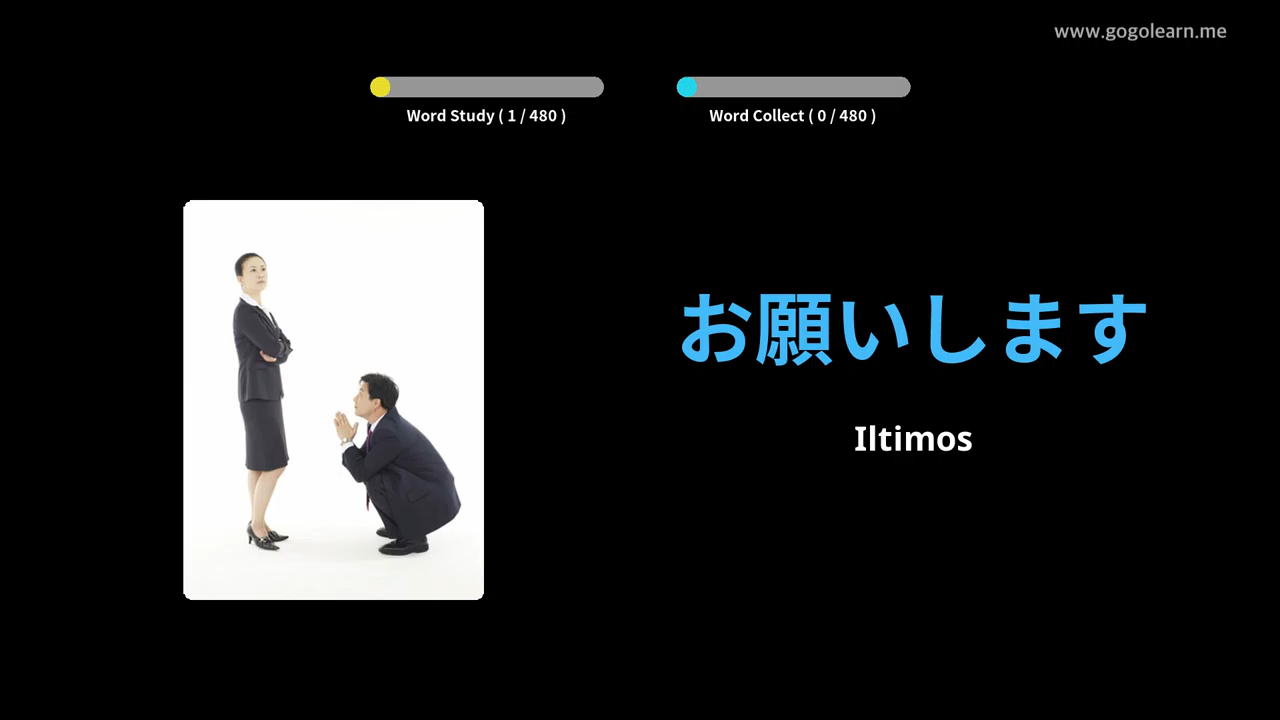 www.gogolearn.me
Word Study ( 1 / 480 )
Word Collect ( 0 / 480 )
お願いします
Iltimos